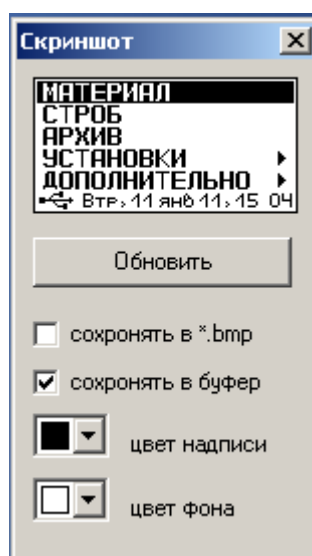 Скриншот
МАТЕРИАЛ
СТРОБ
АРХИВ
УСТАНОВКИ
ДОПОЛНИТЕЛЬНО
Втр,11 янв 11,15 04
Обновить
сохронять в *.bmp
сохронять в буфер
цвет надписи
цвет фона